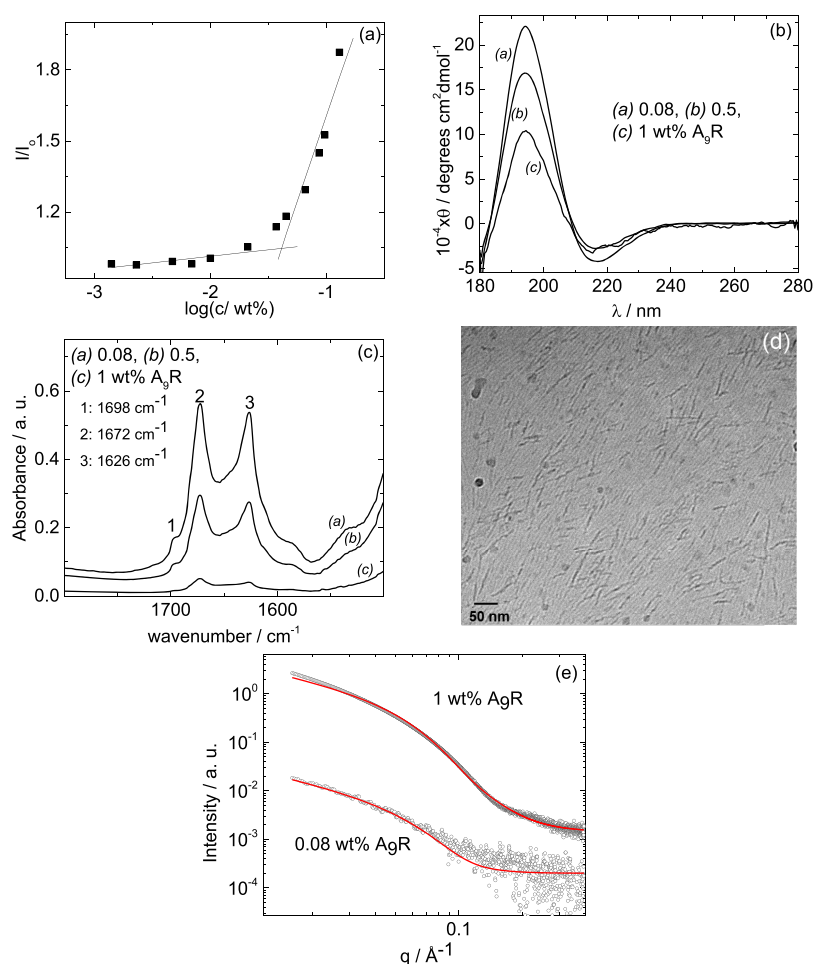 (a)
1.8
1.5
1.2
I/I₀
-3 -2 -1
log(c/ wt%)
(b)
20
15
10
5
0
-5
10⁻⁴xθ / degrees cm²dmol⁻¹
(a)
(b)
(c)
(a) 0.08, (b) 0.5,
(c) 1 wt% A₉R
180 200 220 240 260 280
λ / nm
(c)
(a) 0.08, (b) 0.5,
(c) 1 wt% A₉R
1: 1698 cm⁻¹
2: 1672 cm⁻¹
3: 1626 cm⁻¹
0.6
0.4
0.2
0.0
Absorbance / a. u.
1
2
3
(a)
(b)
(c)
1700 1600
wavenumber / cm⁻¹
(d)
50 nm
(e)
10⁰
10⁻¹
10⁻²
10⁻³
10⁻⁴
Intensity / a. u.
1 wt% A9R
0.08 wt% A9R
0.1
q / Å⁻¹